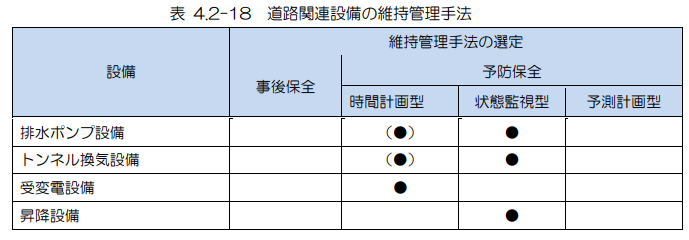 表 4.2-18 道路関連設備の維持管理手法
設備
維持管理手法の選定
事後保全
予防保全
時間計画型 状態監視型 予測計画型
排水ポンプ設備 (●) ●
トンネル換気設備 (●) ●
受変電設備 ●
昇降設備 ●